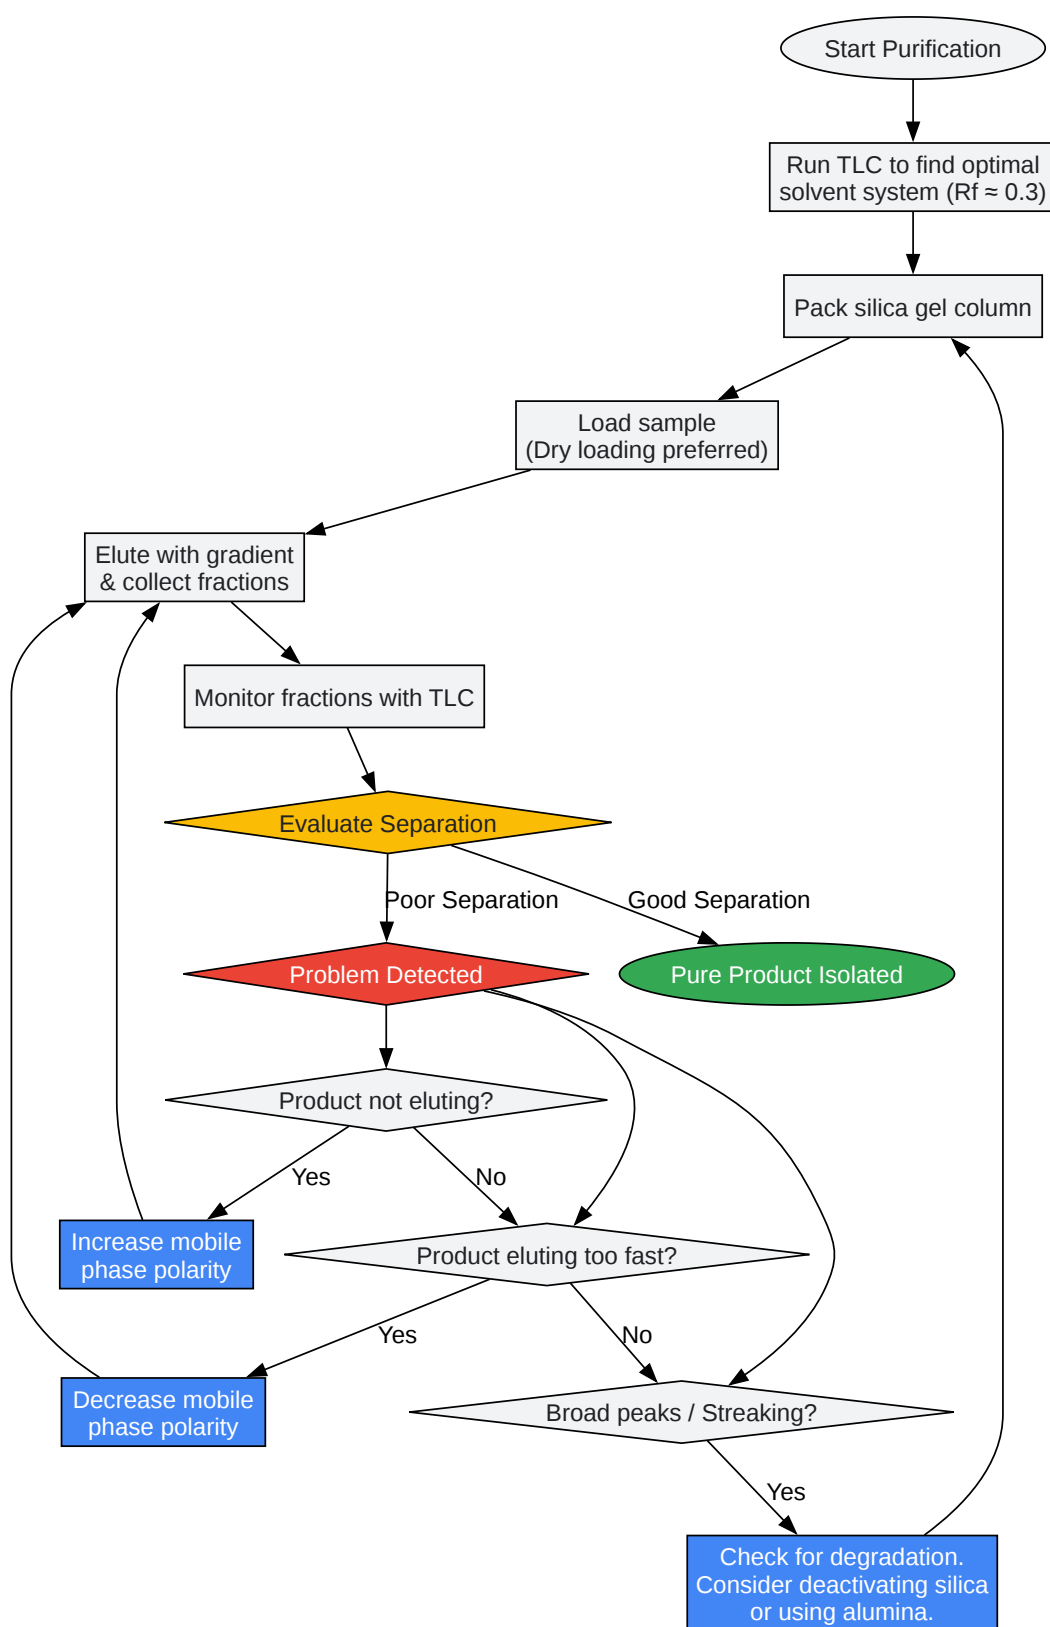 Start Purification
Run TLC to find optimal
solvent system (Rf ≈ 0.3)
Pack silica gel column
Load sample
(Dry loading preferred)
Elute with gradient
& collect fractions
Monitor fractions with TLC
Evaluate Separation
Poor Separation
Good Separation
Problem Detected
Pure Product Isolated
Product not eluting?
Yes
No
Increase mobile
phase polarity
Product eluting too fast?
Yes
No
Decrease mobile
phase polarity
Broad peaks / Streaking?
Yes
Check for degradation.
Consider deactivating silica
or using alumina.